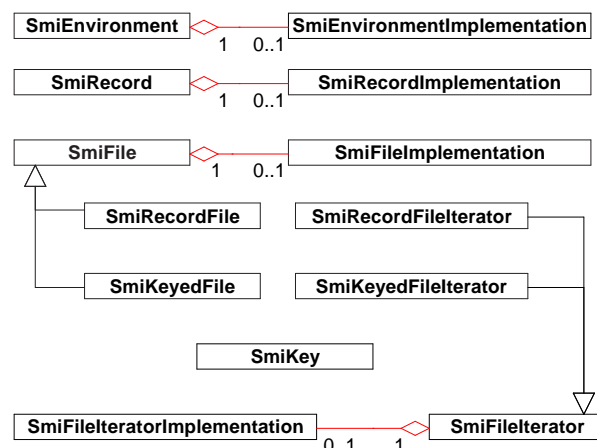 SmiEnvironment SmiEnvironmentImplementation
1 0..1
SmiRecord SmiRecordImplementation
1 0..1
SmiFile SmiFileImplementation
1 0..1
SmiRecordFile SmiRecordFileIterator
SmiKeyedFile SmiKeyedFileIterator
SmiKey
SmiFileIteratorImplementation SmiFileIterator
0..1 1